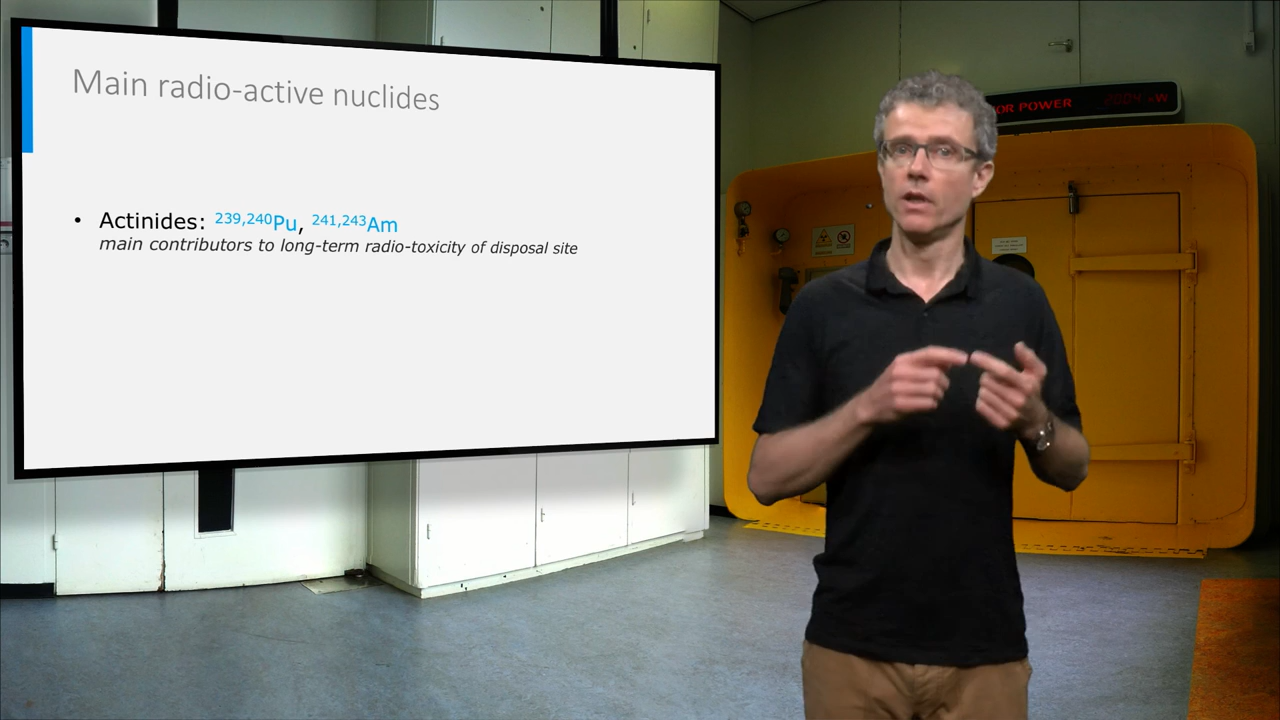 Main radio-active nuclides
• Actinides: ²³⁹,²⁴⁰Pu, ²⁴¹,²⁴³Am
main contributors to long-term radio-toxicity of disposal site
OR POWER